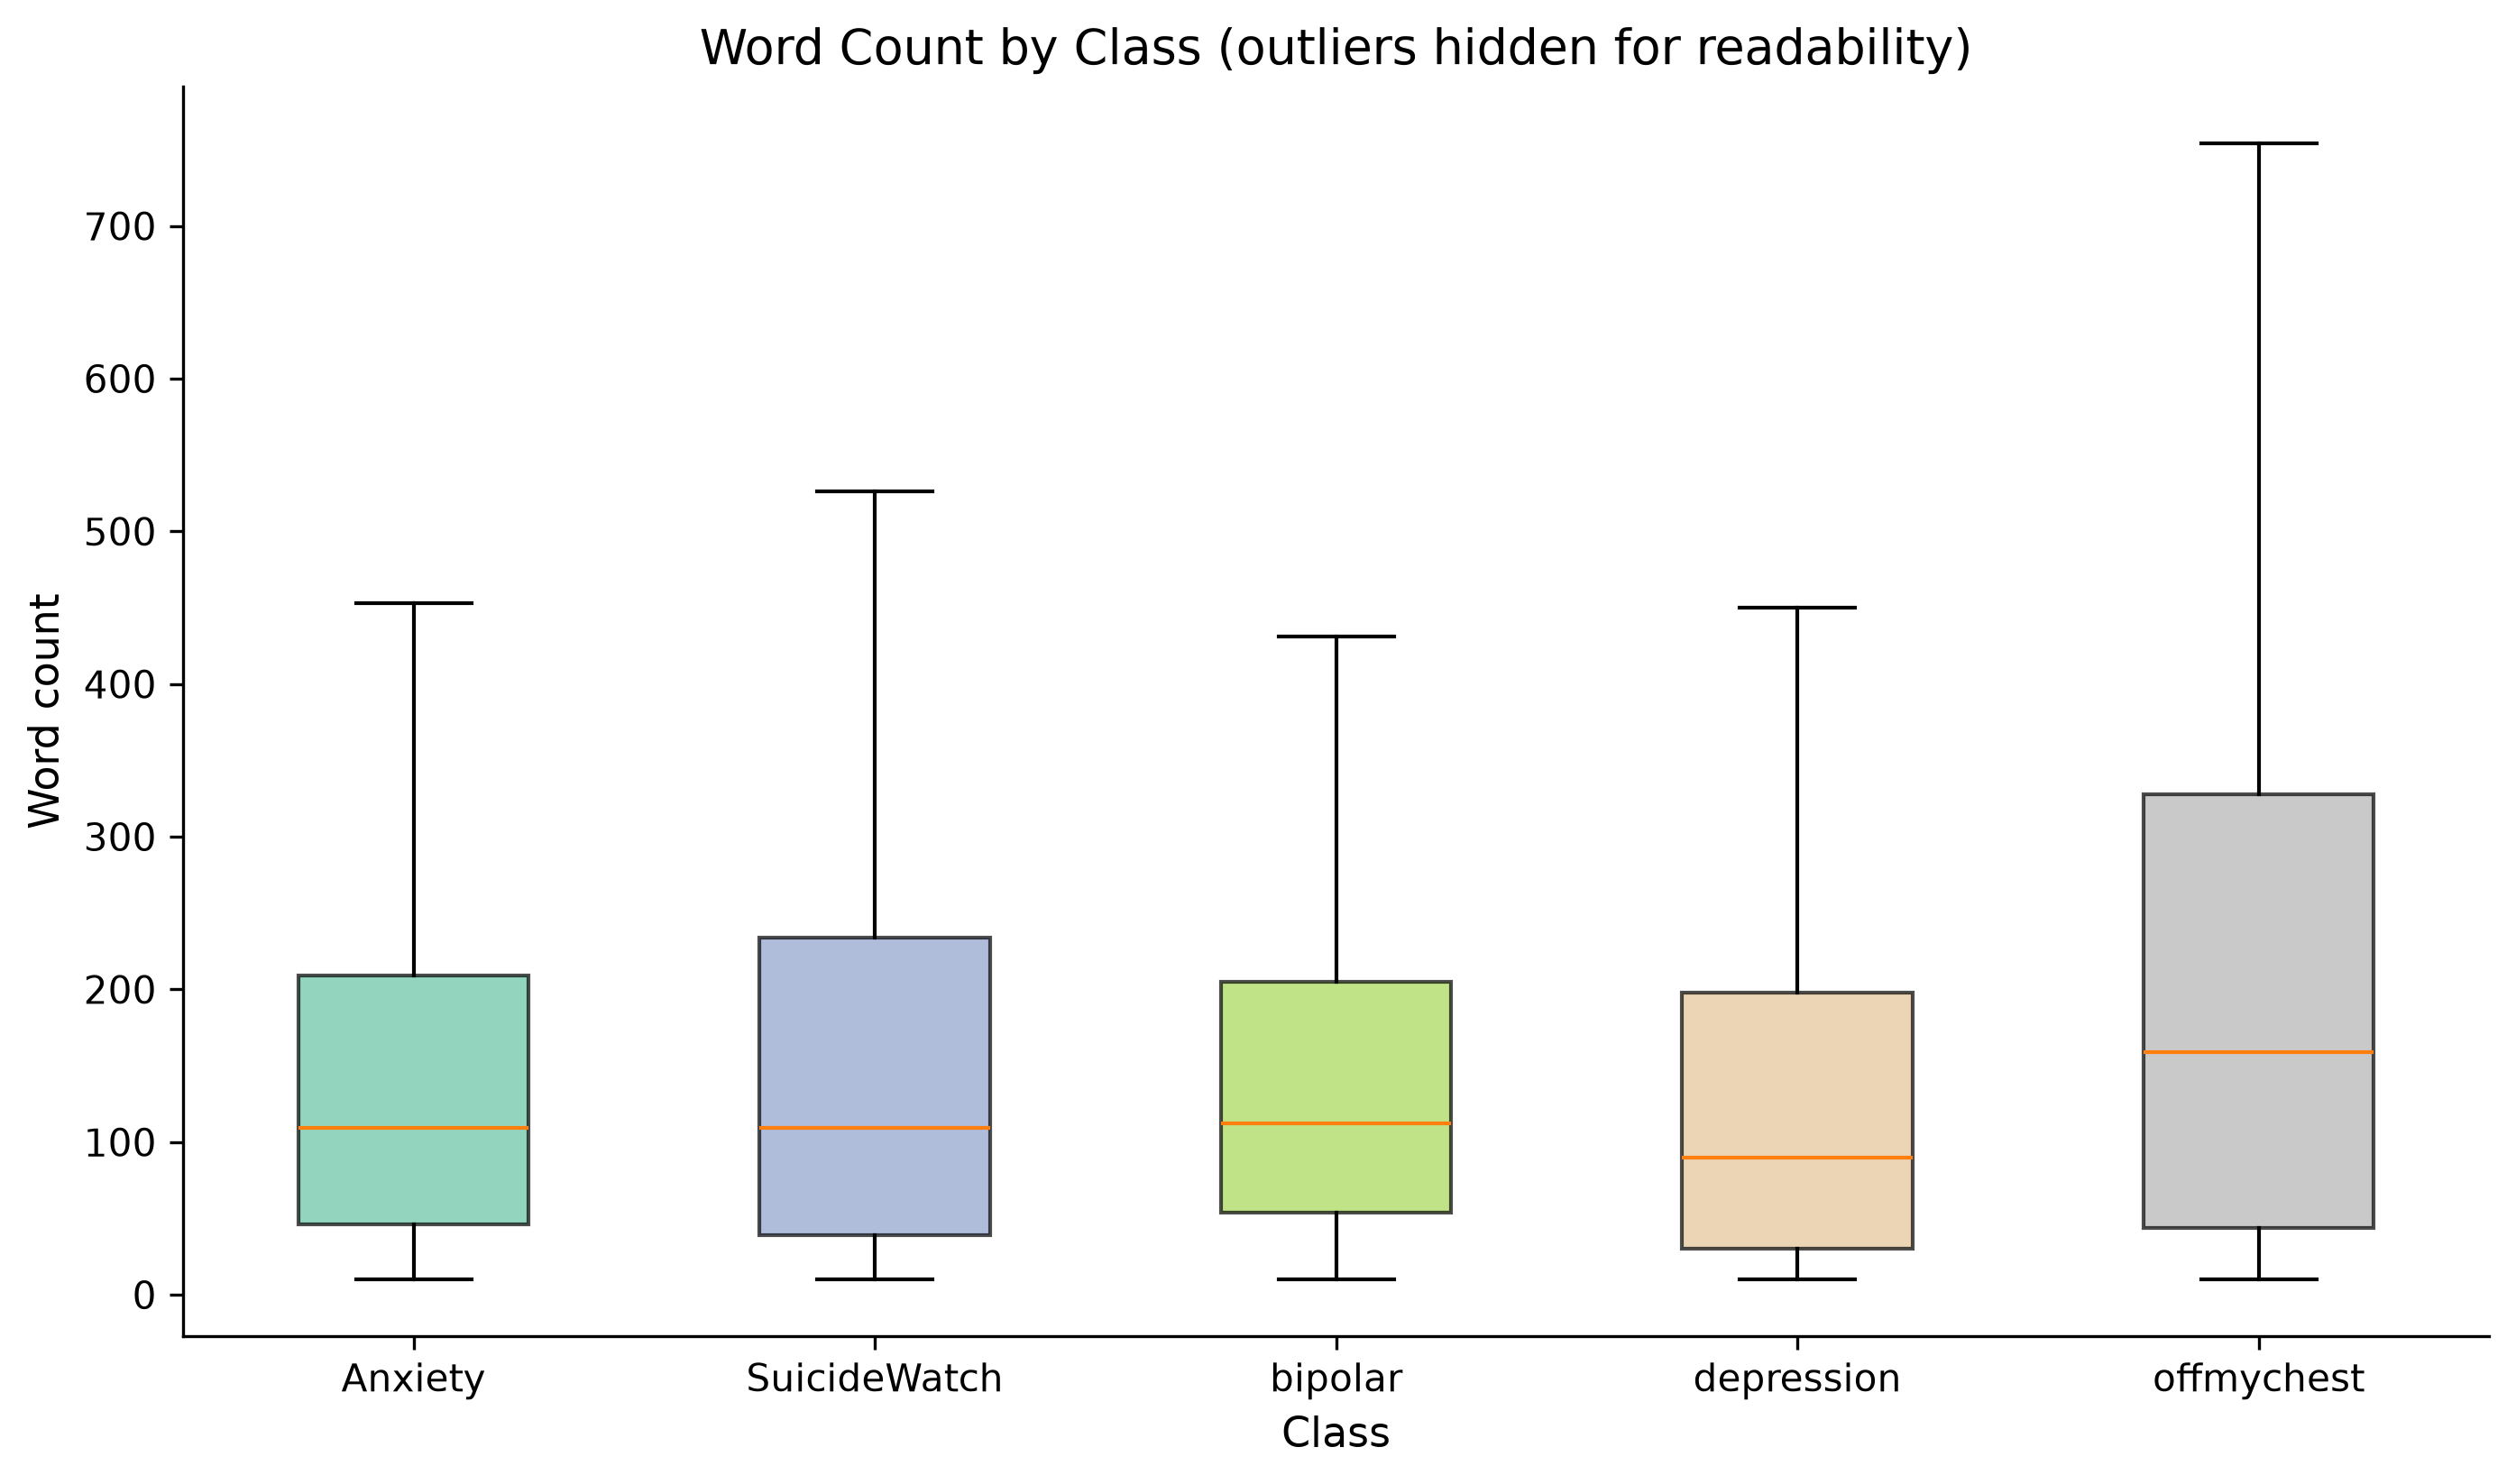 Word Count by Class (outliers hidden for readability)
700
600
500
400
300
200
100
0
Word count
Anxiety SuicideWatch bipolar depression offmychest
Class